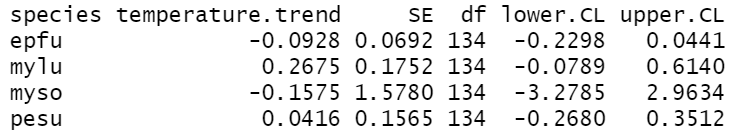 species temperature.trend SE df lower.CL upper.CL
epfu -0.0928 0.0692 134 -0.2298 0.0441
mylu 0.2675 0.1752 134 -0.0789 0.6140
myso -0.1575 1.5780 134 -3.2785 2.9634
pesu 0.0416 0.1565 134 -0.2680 0.3512